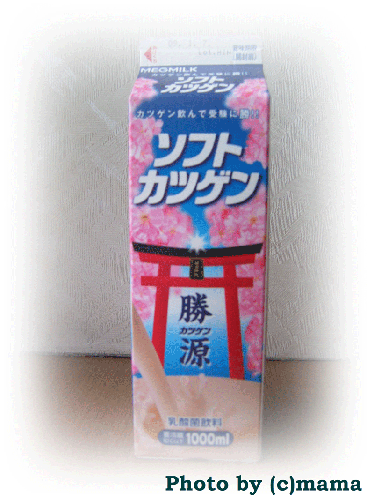 MEGMILK
ソフト
カツゲン
カツゲン飲んで受験に勝つ!
ソフト
カツゲン
勝
カツゲン
源
乳酸菌飲料
1000ml
Photo by (c)mama